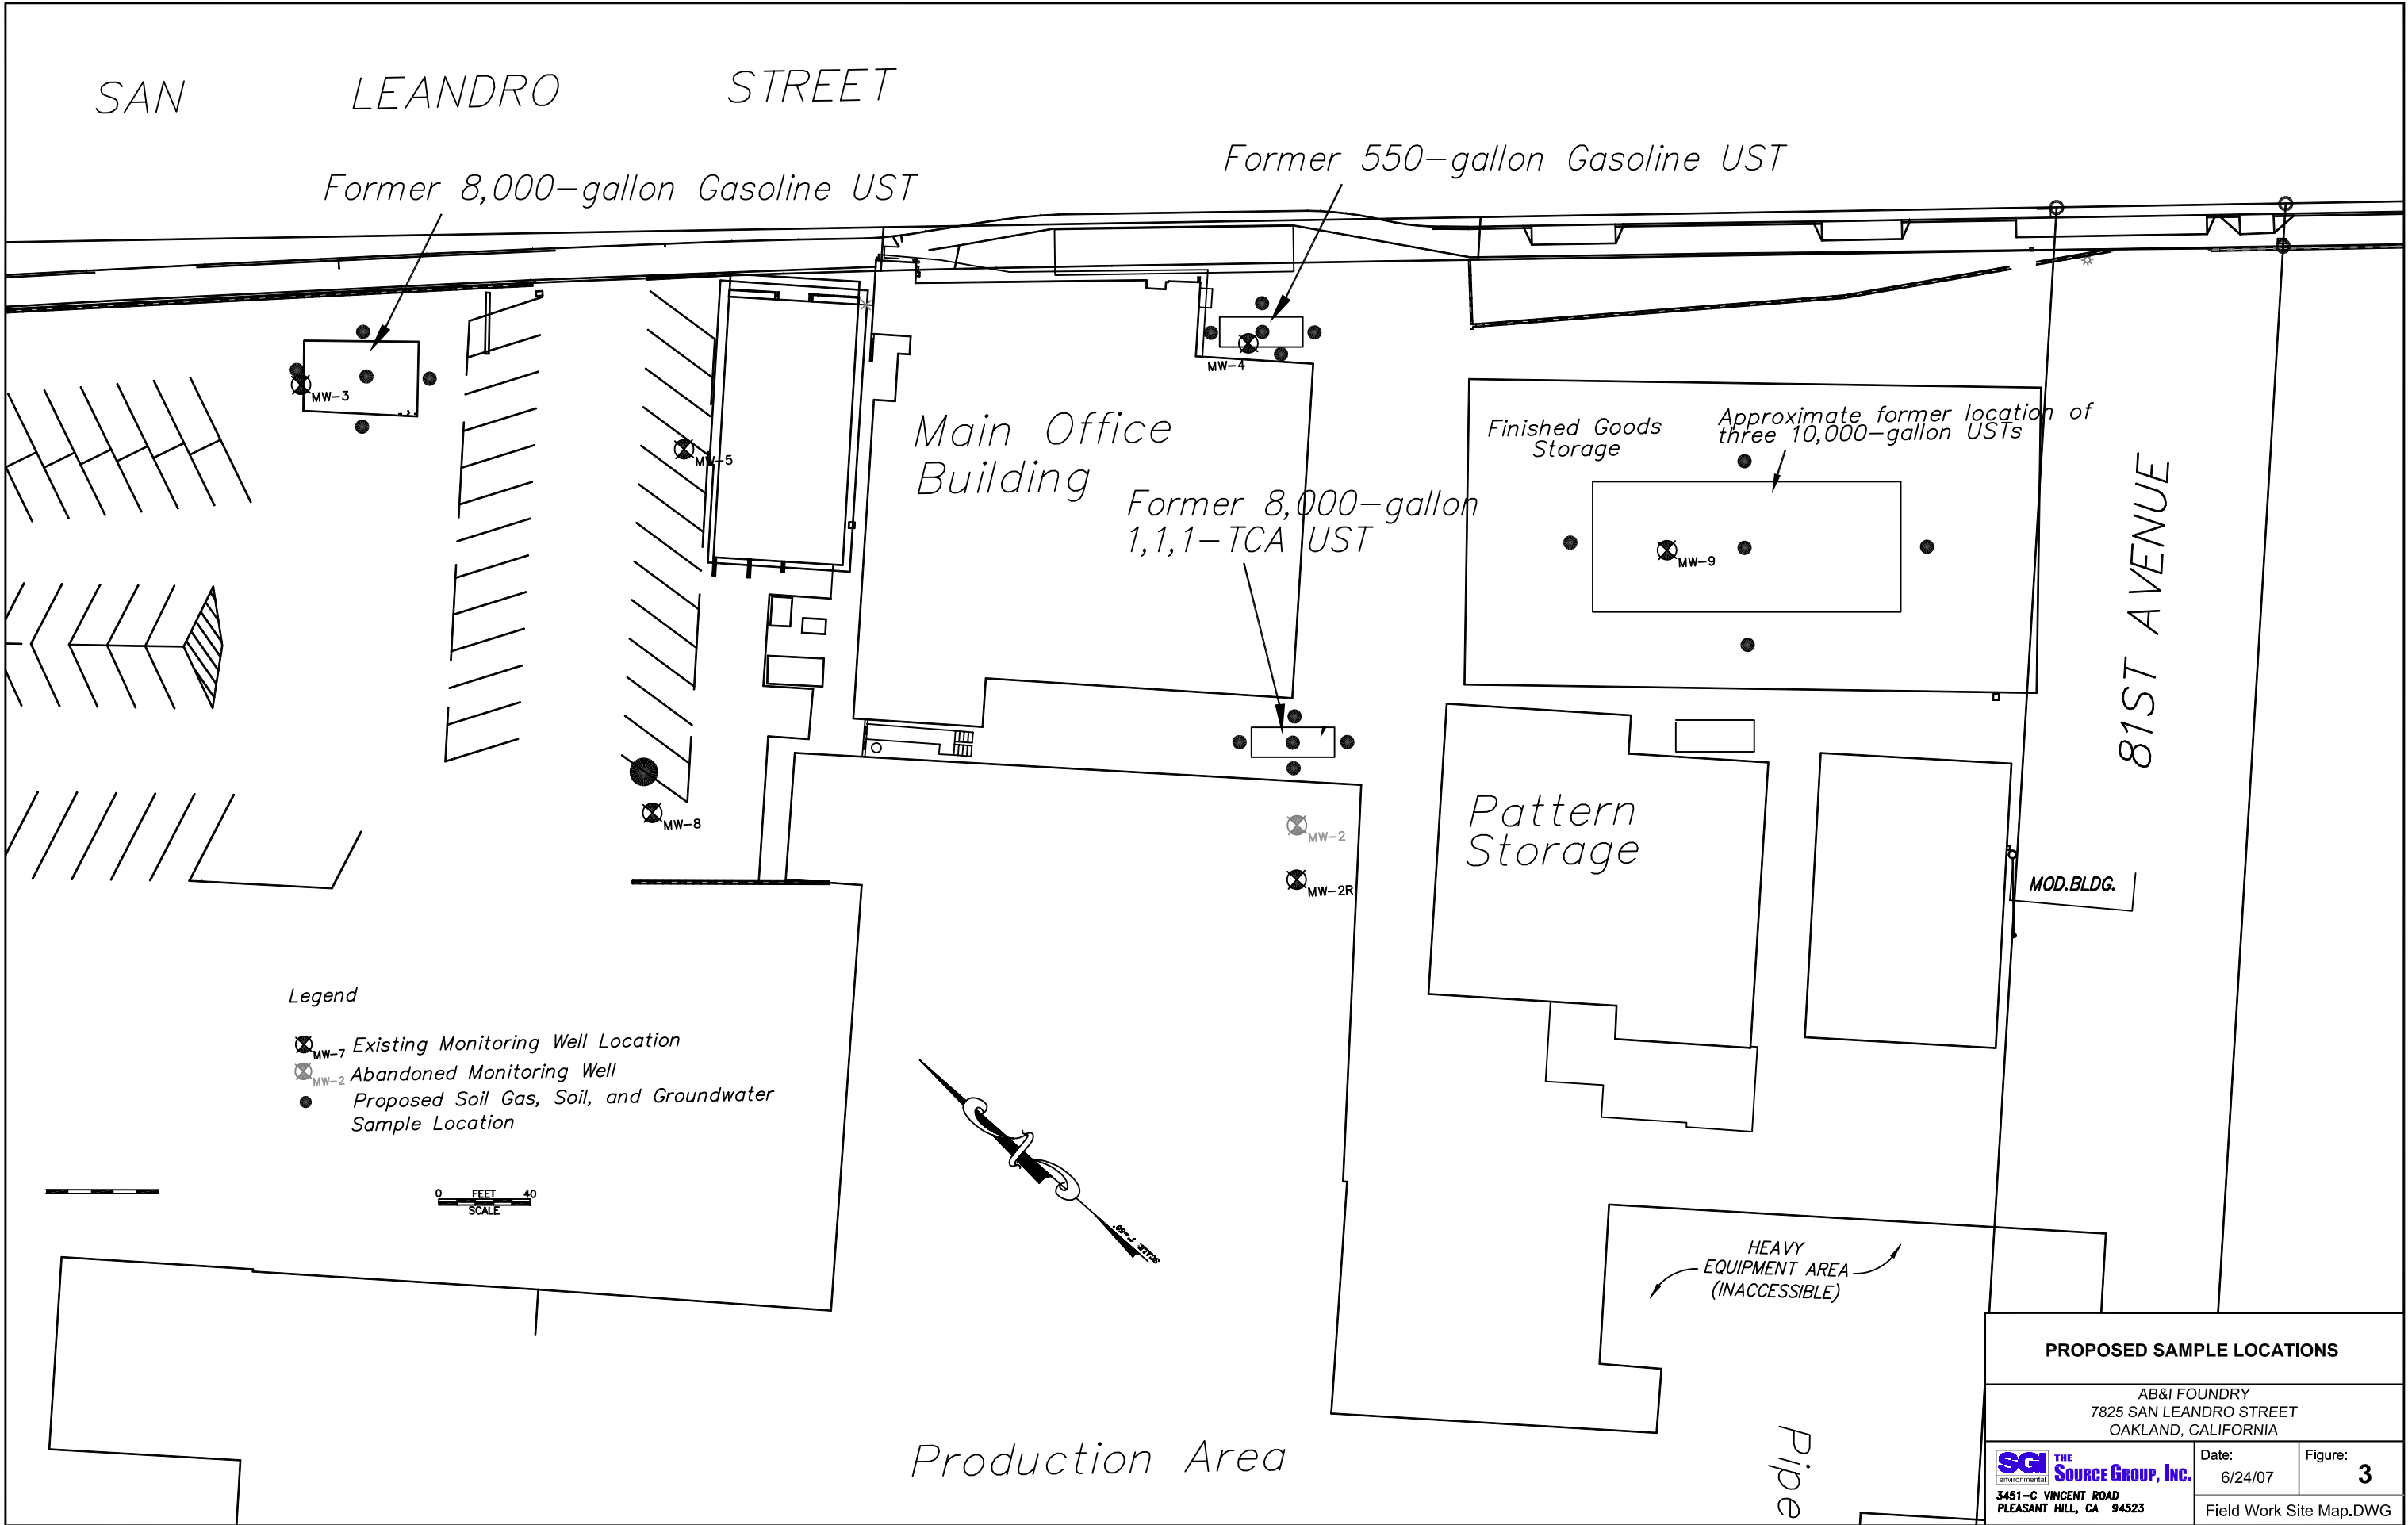 SAN LEANDRO STREET
Former 8,000-gallon Gasoline UST
Former 550-gallon Gasoline UST
MW-3
MW-5
MW-4
Main Office
Building
Former 8,000-gallon
1,1,1-TCA UST
Finished Goods
Storage
Approximate former location of
three 10,000-gallon USTs
MW-9
81ST AVENUE
MW-8
MW-2
MW-2R
Pattern
Storage
MOD.BLDG.
Legend
MW-7 Existing Monitoring Well Location
MW-2 Abandoned Monitoring Well
Proposed Soil Gas, Soil, and Groundwater
Sample Location
0 FEET 40
SCALE
SCALE: 1"=60'
HEAVY
EQUIPMENT AREA
(INACCESSIBLE)
Production Area
Pipe
PROPOSED SAMPLE LOCATIONS
AB&I FOUNDRY
7825 SAN LEANDRO STREET
OAKLAND, CALIFORNIA
SGI
environmental
THE
SOURCE GROUP, INC.
3451-C VINCENT ROAD
PLEASANT HILL, CA 94523
Date:
6/24/07
Figure:
3
Field Work Site Map.DWG